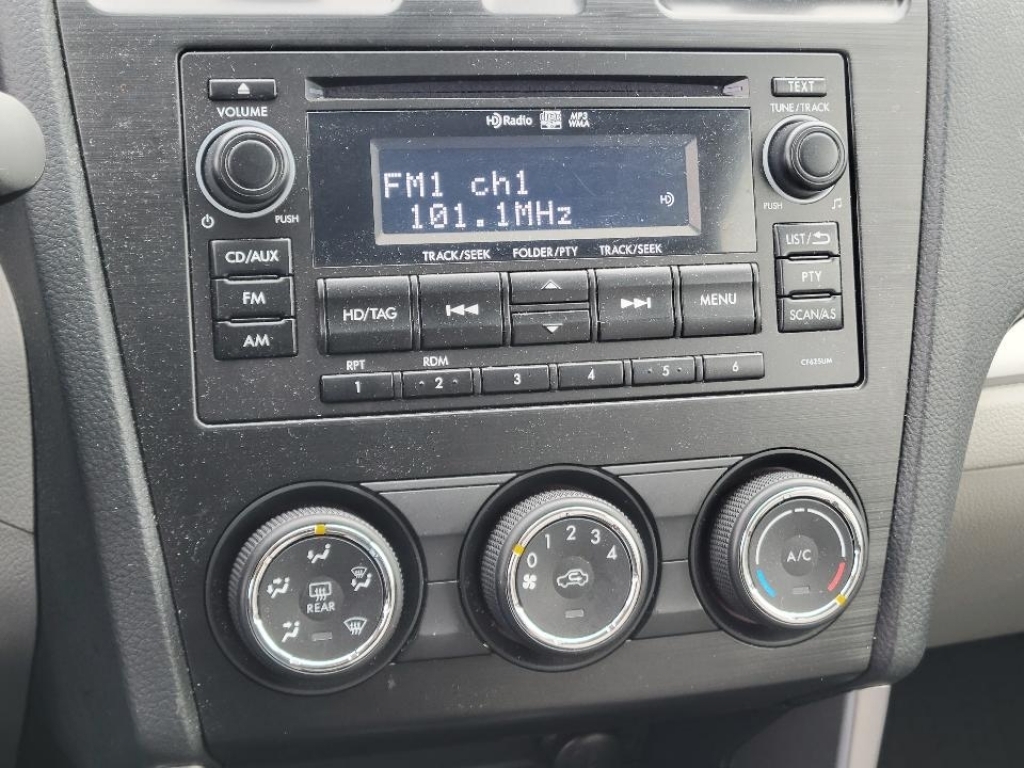 VOLUME
TEXT
TUNE/TRACK
HD Radio
MP3
WMA
FM1 ch1
101.1MHz
HD
PUSH
PUSH
TRACK/SEEK FOLDER/PTY TRACK/SEEK
CD/AUX
FM
AM
HD/TAG
MENU
LIST/
PTY
SCAN/A.S
RPT RDM
1 2 3 4 5 6
CF635UM
0 1 2 3 4
REAR
A/C